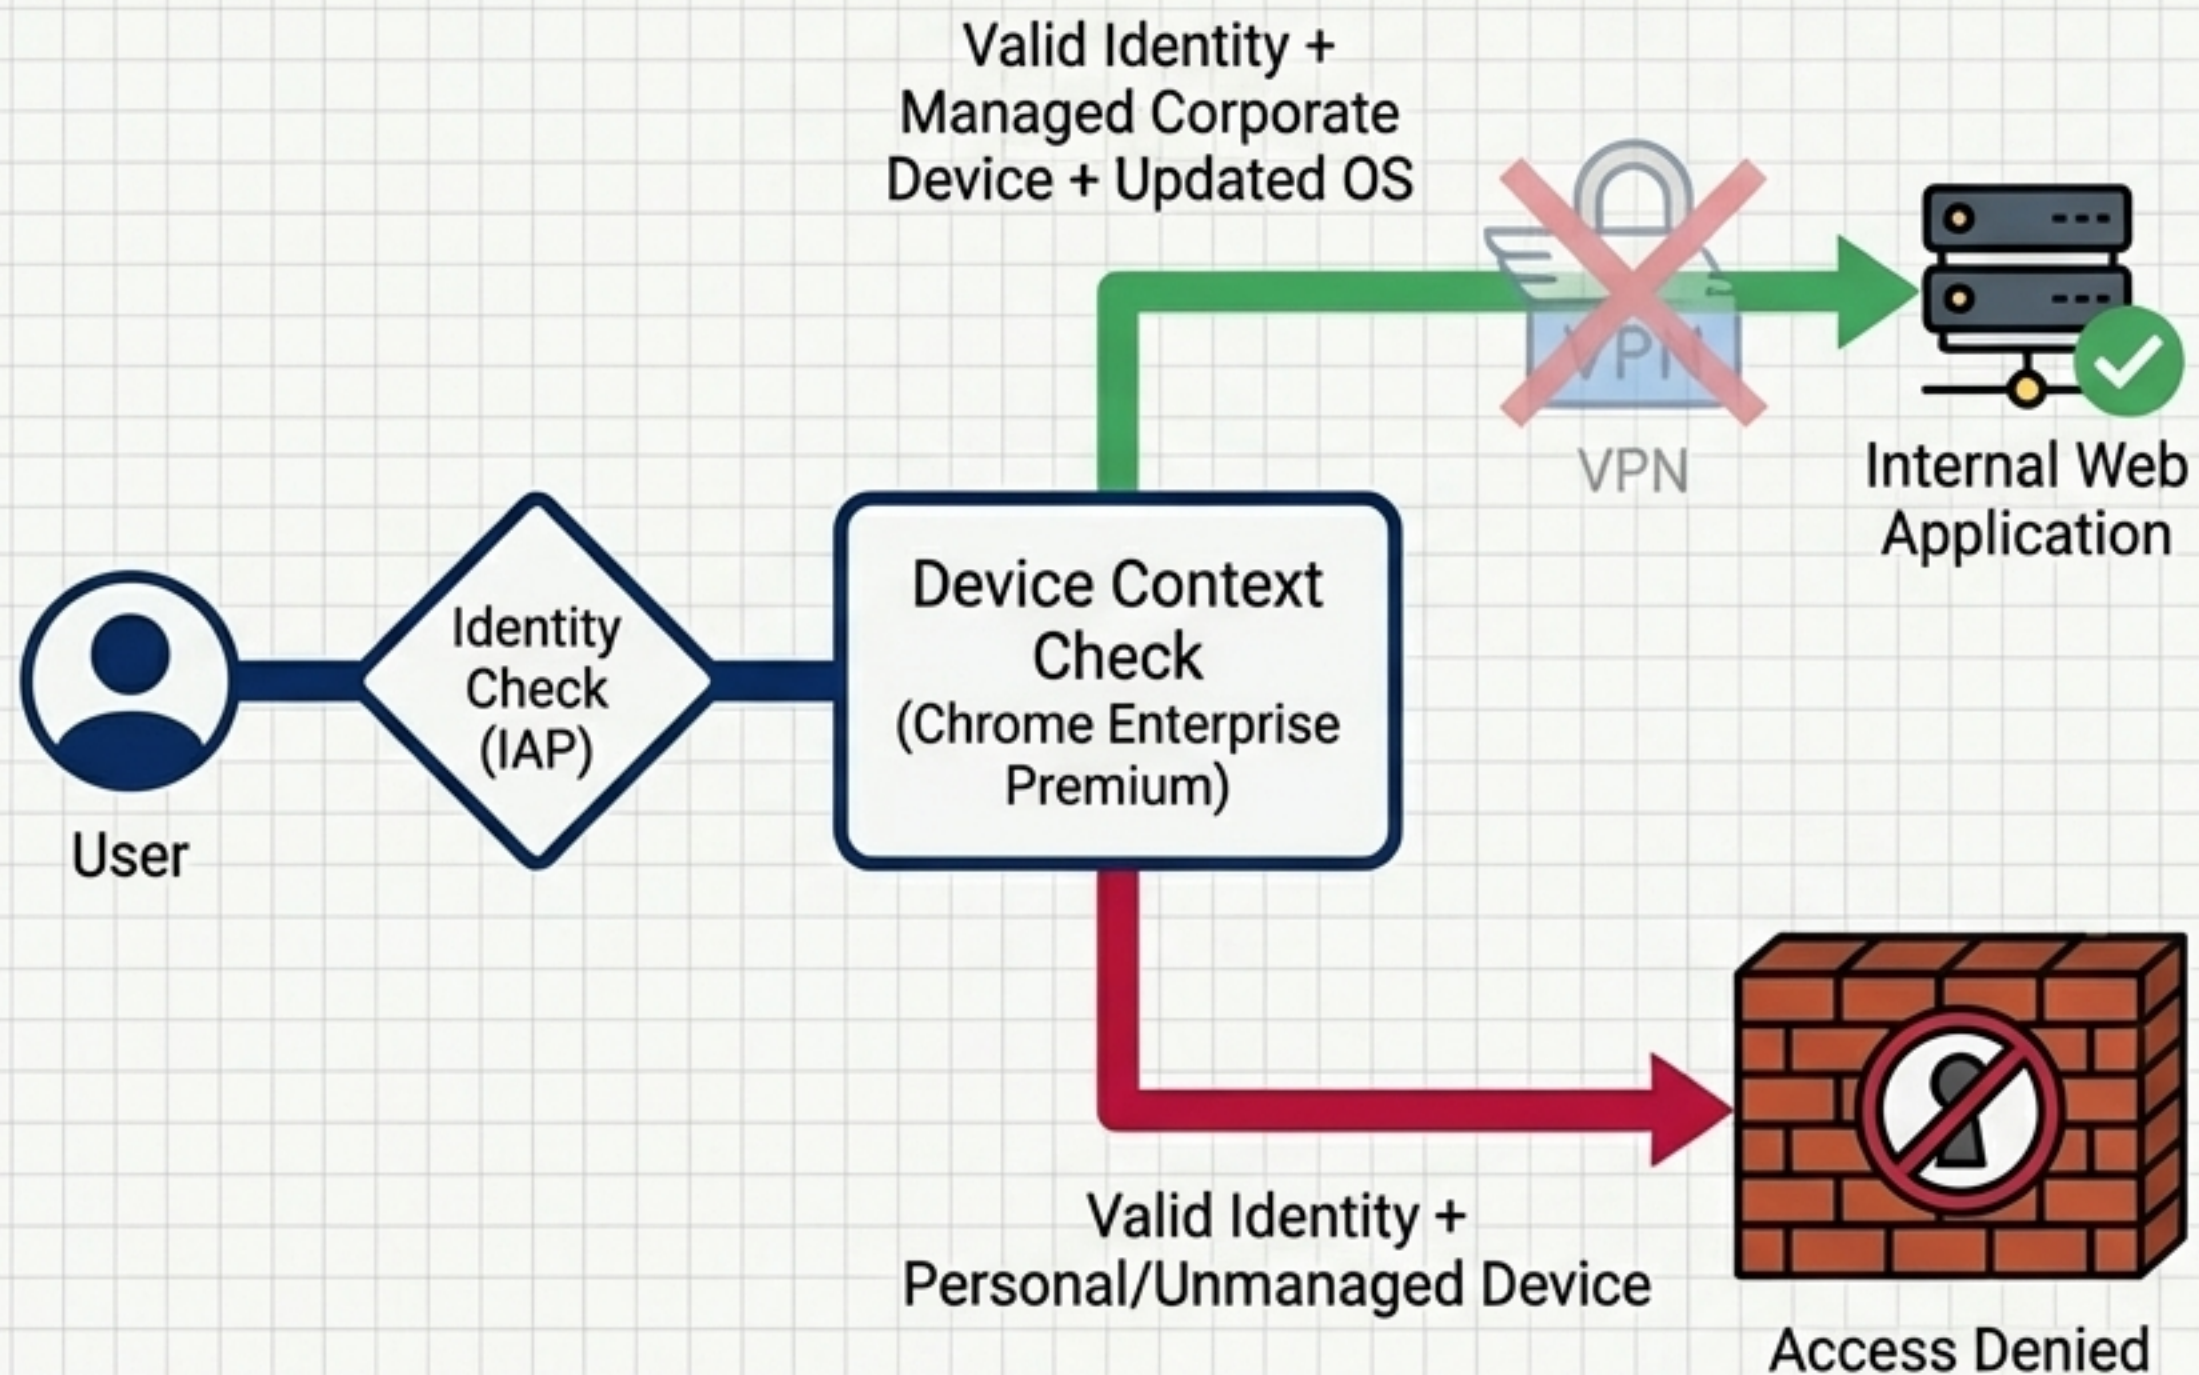 Valid Identity +
Managed Corporate
Device + Updated OS
VPN
VPN
Internal Web
Application
Device Context
Check
(Chrome Enterprise
Premium)
Identity
Check
(IAP)
User
Valid Identity +
Personal/Unmanaged Device
Access Denied